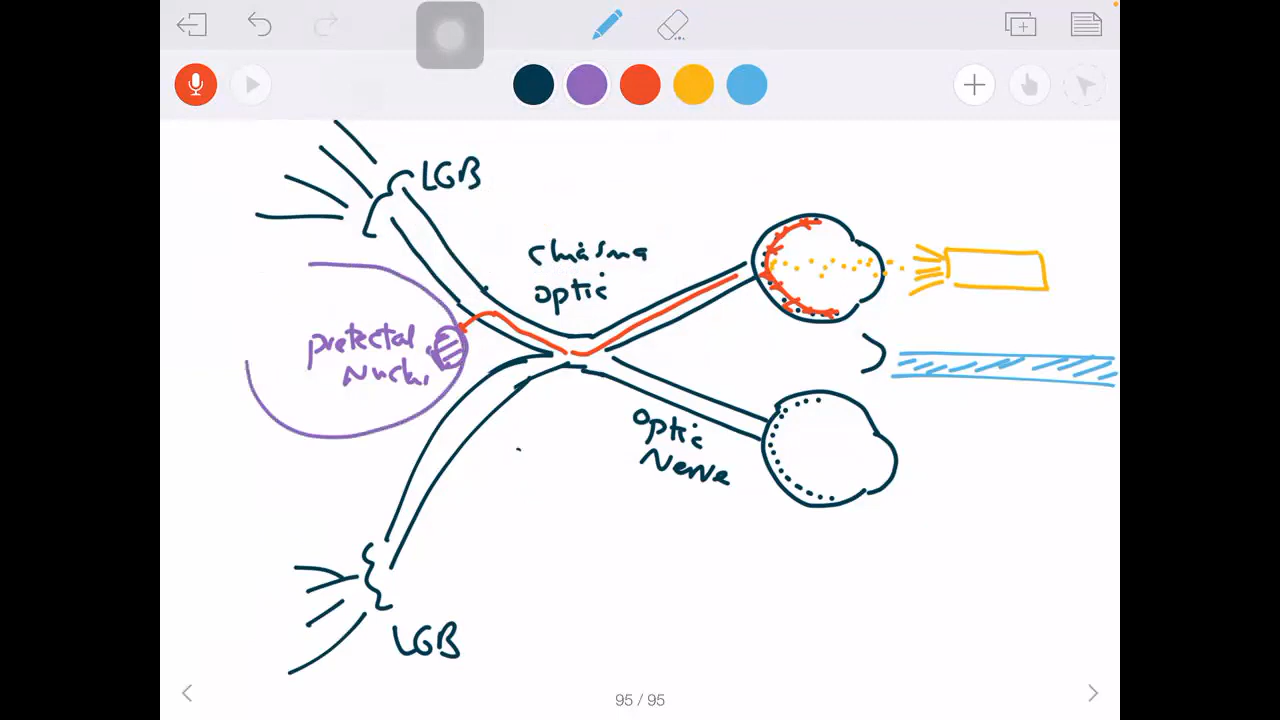 LGB
chiasma
optic
pretectal
Nuclei
optic
Nerve
LGB
95 / 95